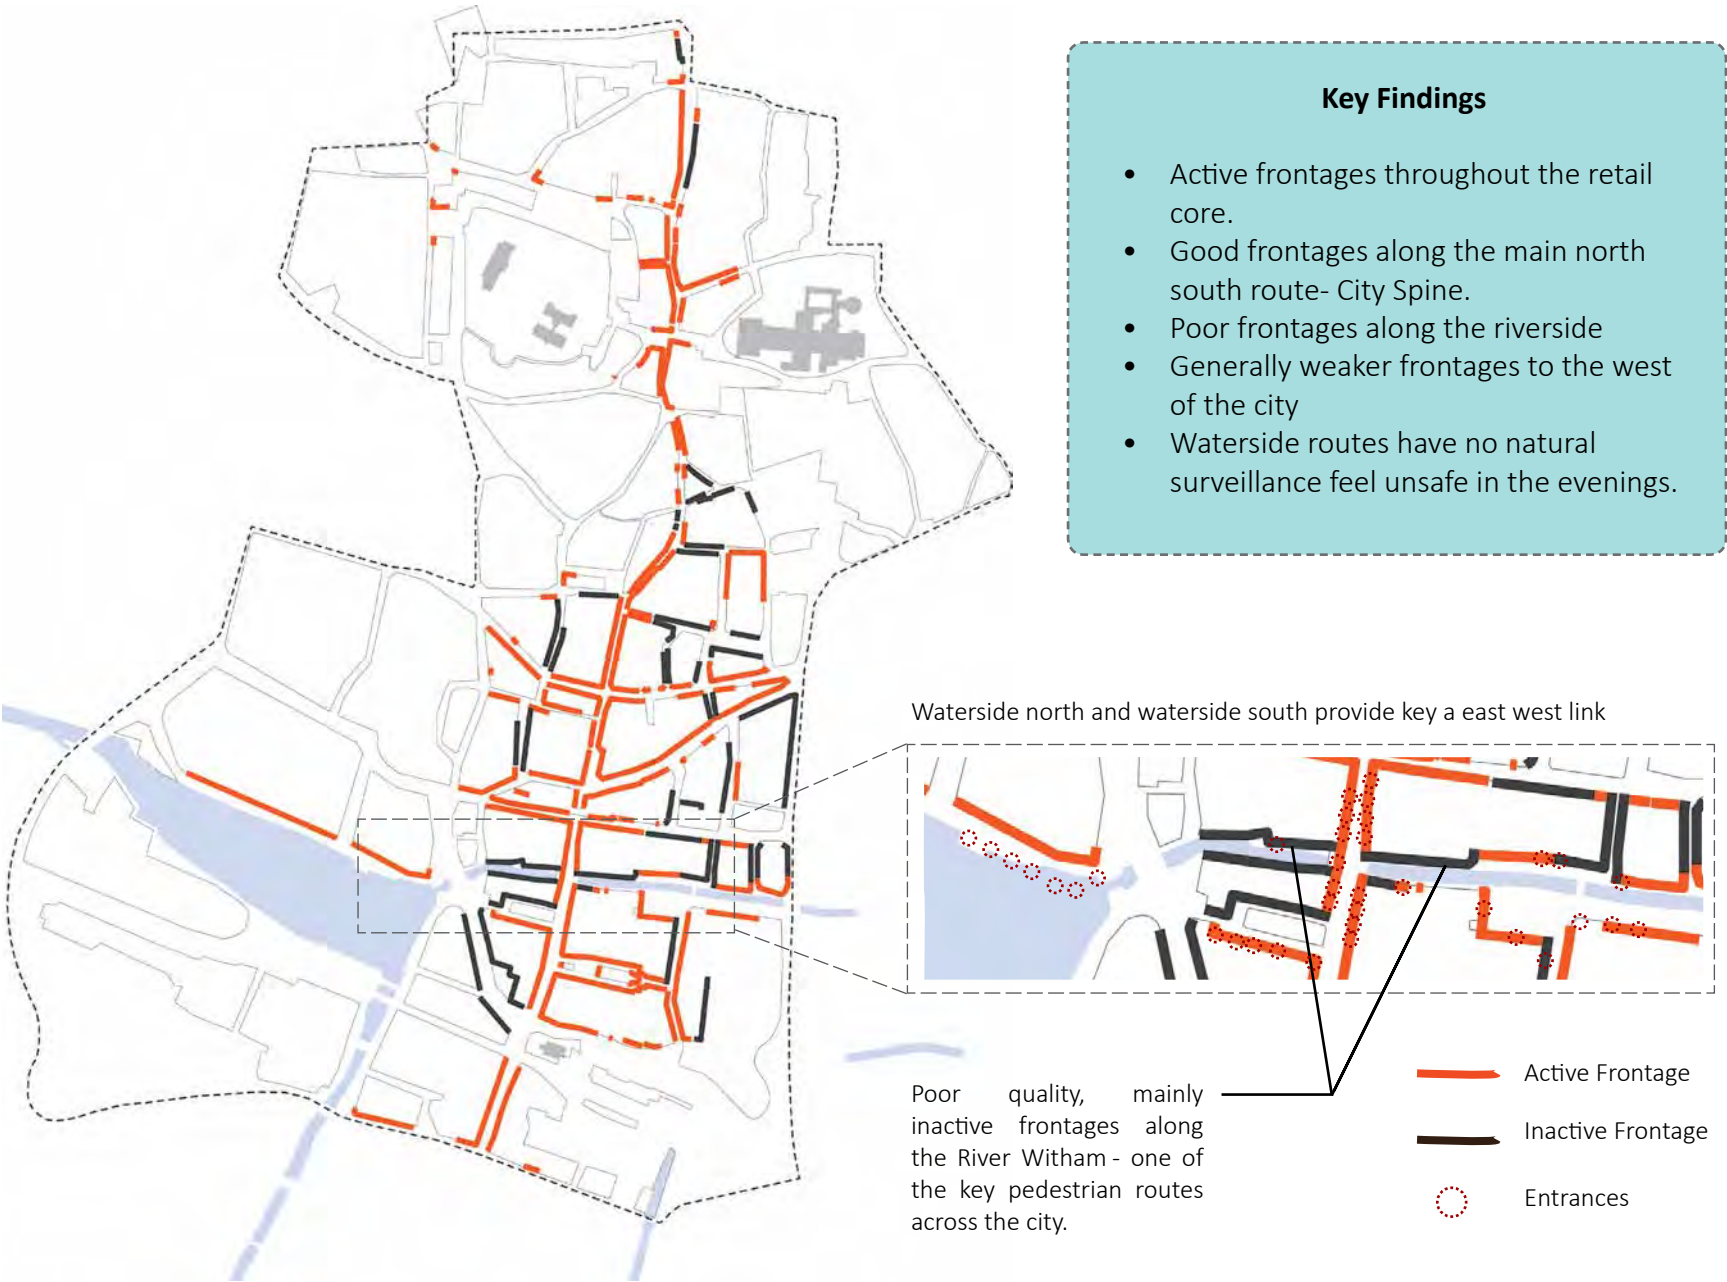 Key Findings
• Active frontages throughout the retail
core.
• Good frontages along the main north
south route- City Spine.
• Poor frontages along the riverside
• Generally weaker frontages to the west
of the city
• Waterside routes have no natural
surveillance feel unsafe in the evenings.
Waterside north and waterside south provide key a east west link
Poor quality, mainly
inactive frontages along
the River Witham - one of
the key pedestrian routes
across the city.
Active Frontage
Inactive Frontage
Entrances